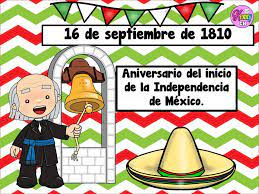 16 de septiembre de 1810
Aniversario del inicio
de la Independencia
de México.